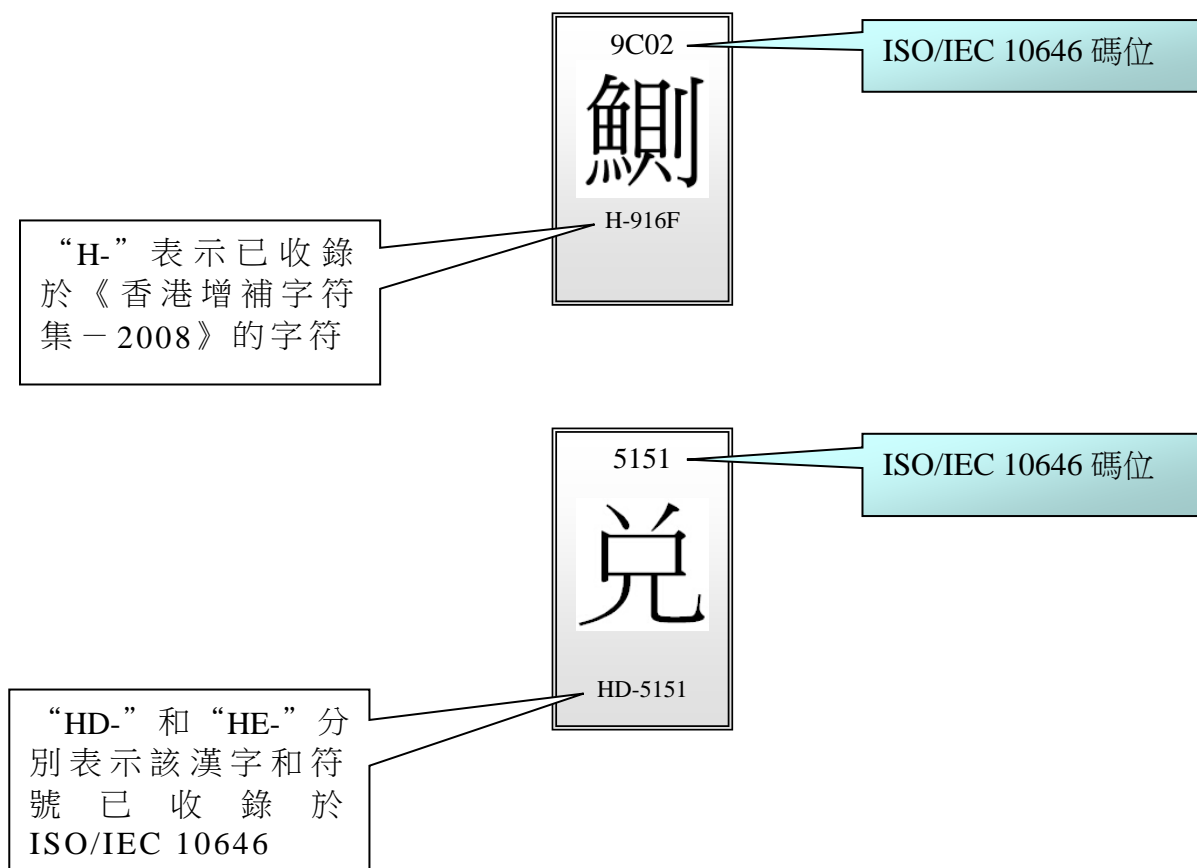 9C02
ISO/IEC 10646 碼位
鰂
H-916F
“H-”表示已收錄
於《香港增補字符
集－2008》的字符
5151
ISO/IEC 10646 碼位
兑
HD-5151
“HD-”和“HE-”分
別表示該漢字和符
號已收錄於
ISO/IEC 10646